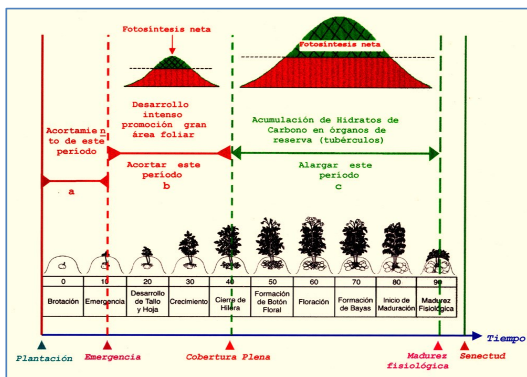 Fotosíntesis neta
Fotosíntesis neta
Desarrollo
intenso
promoción gran
área foliar
Acumulación de Hidratos de
Carbono en órganos de
reserva (tubérculos)
Acortamien
to de este
período
a
Acortar este
período
b
Alargar este
período
c
0 10 20 30 40 50 60 70 80 90
Brotación
Emergencia
Desarrollo
de Tallo
y Hoja
Crecimiento
Cierre de
Hilera
Formación
de Botón
Floral
Floración
Formación
de Bayas
Inicio de
Maduración
Madurez
Fisiológica
Tiempo
Plantación
Emergencia
Cobertura Plena
Madurez
fisiológica
Senectud